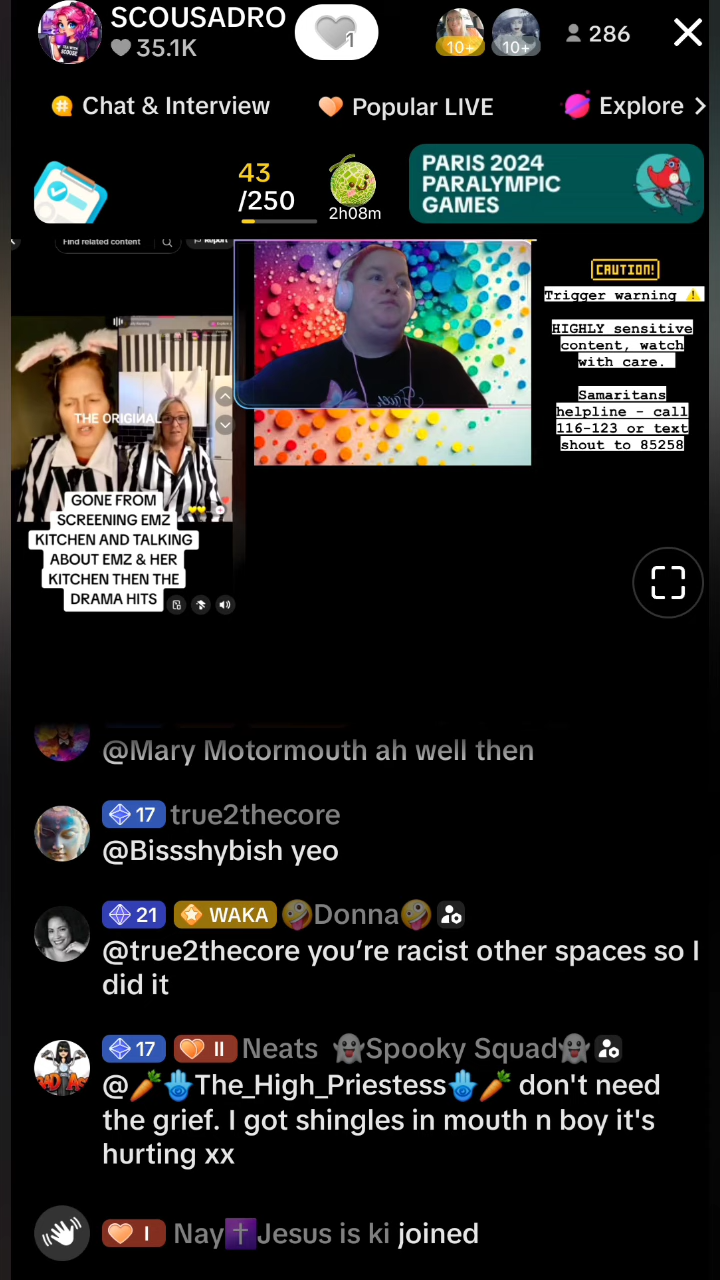 SCOUSADRO
35.1K
1
10+
10+
286
Chat & Interview
Popular LIVE
Explore >
43
/250
2h08m
PARIS 2024
PARALYMPIC
GAMES
Find related content
Report
THE ORIGINAL
GONE FROM
SCREENING EMZ
KITCHEN AND TALKING
ABOUT EMZ & HER
KITCHEN THEN THE
DRAMA HITS
CAUTION!
Trigger warning ⚠️
HIGHLY sensitive
content, watch
with care.
Samaritans
helpline - call
116-123 or text
shout to 85258
@Mary Motormouth ah well then
17 true2thecore
@Bissshybish yeo
21 WAKA 🤪Donna🤪
@true2thecore you're racist other spaces so I
did it
17 II Neats 👻Spooky Squad👻
@🥕🪬The_High_Priestess🪬🥕 don't need
the grief. I got shingles in mouth n boy it's
hurting xx
BAD AS
I Nay✝️Jesus is ki joined